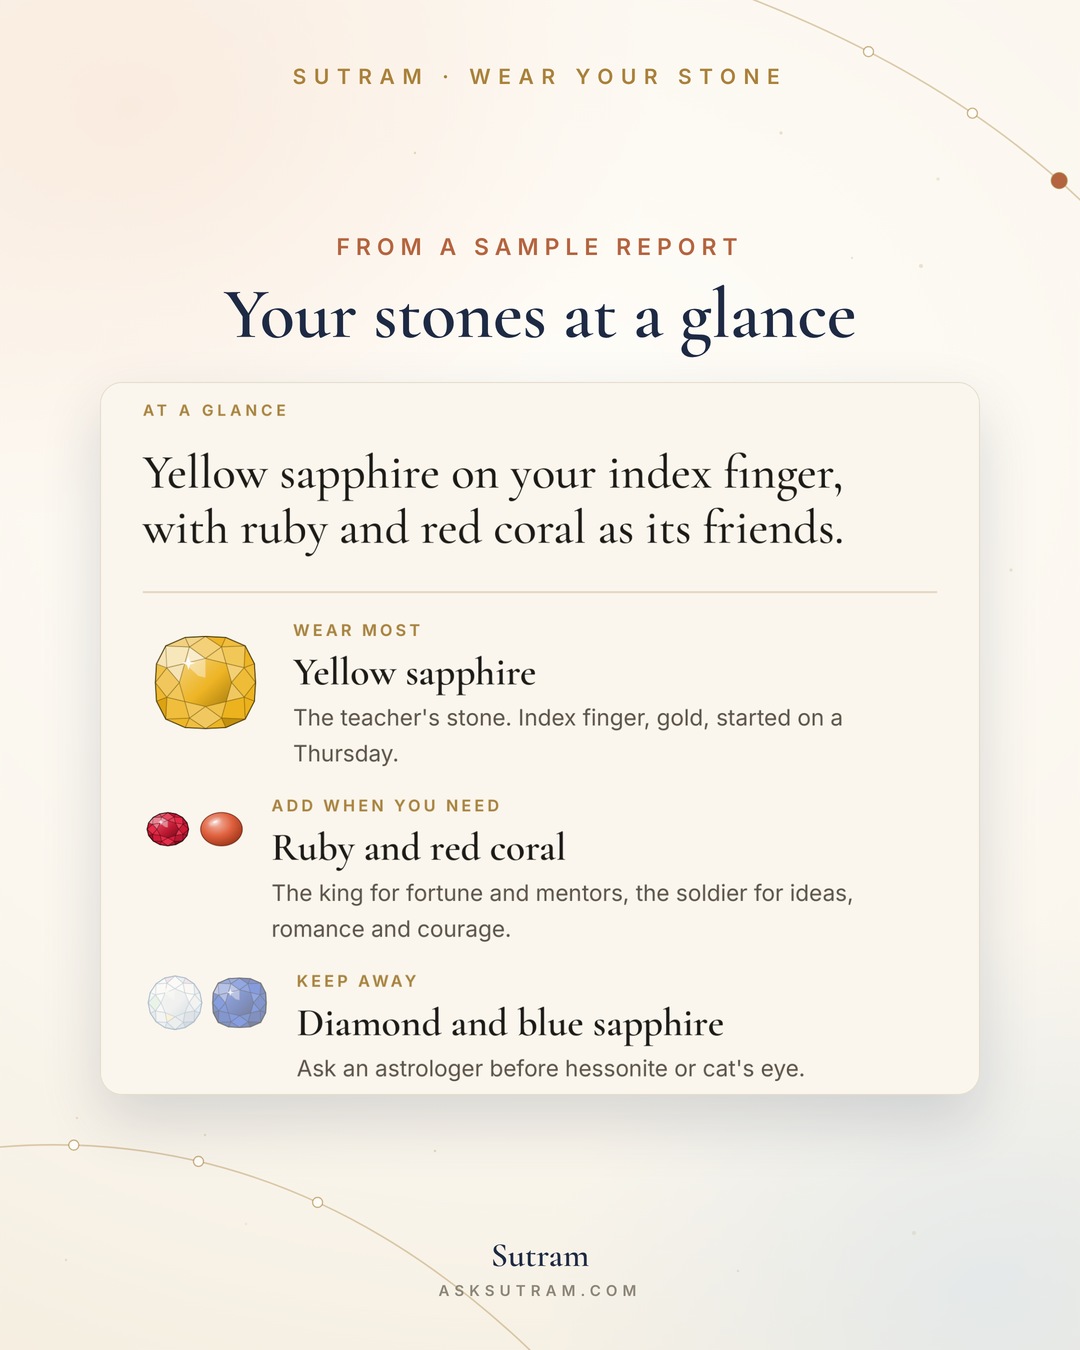 SUTRAM · WEAR YOUR STONE
FROM A SAMPLE REPORT
Your stones at a glance
AT A GLANCE
Yellow sapphire on your index finger,
with ruby and red coral as its friends.
WEAR MOST
Yellow sapphire
The teacher's stone. Index finger, gold, started on a
Thursday.
ADD WHEN YOU NEED
Ruby and red coral
The king for fortune and mentors, the soldier for ideas,
romance and courage.
KEEP AWAY
Diamond and blue sapphire
Ask an astrologer before hessonite or cat's eye.
Sutram
ASKSUTRAM.COM